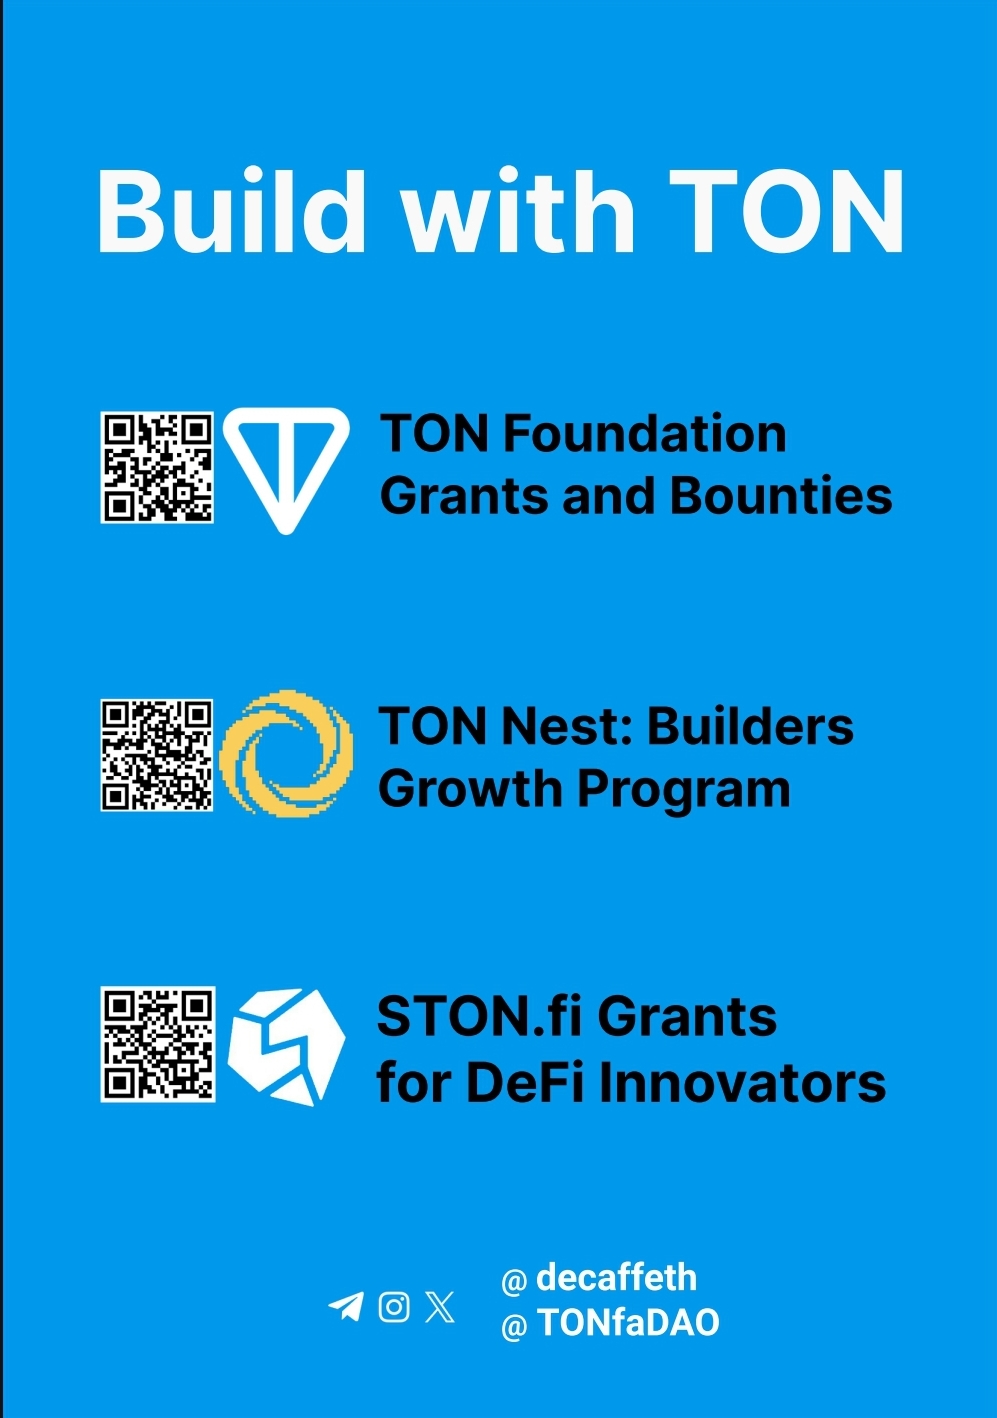 Build with TON
TON Foundation
Grants and Bounties
TON Nest: Builders
Growth Program
STON.fi Grants
for DeFi Innovators
@ decaffeth
@ TONfaDAO